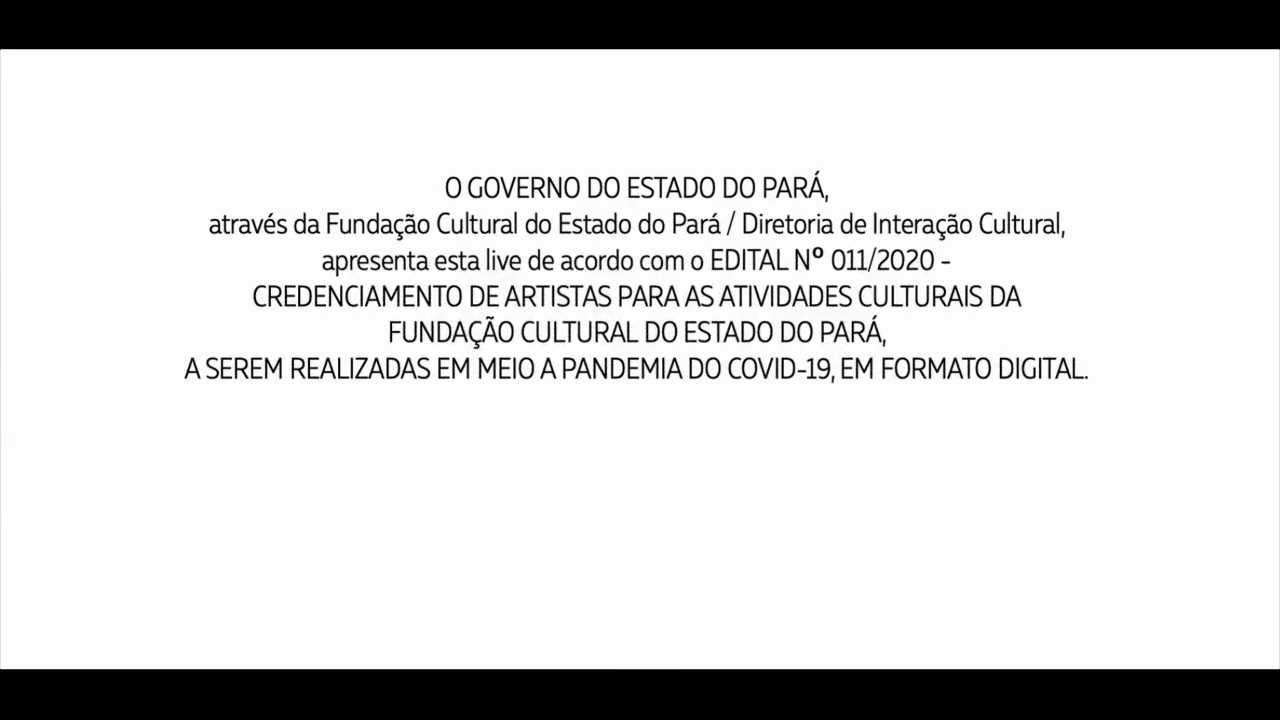 O GOVERNO DO ESTADO DO PARÁ,
através da Fundação Cultural do Estado do Pará / Diretoria de Interação Cultural,
apresenta esta live de acordo com o EDITAL Nº 011/2020 -
CREDENCIAMENTO DE ARTISTAS PARA AS ATIVIDADES CULTURAIS DA
FUNDAÇÃO CULTURAL DO ESTADO DO PARÁ,
A SEREM REALIZADAS EM MEIO A PANDEMIA DO COVID-19, EM FORMATO DIGITAL.